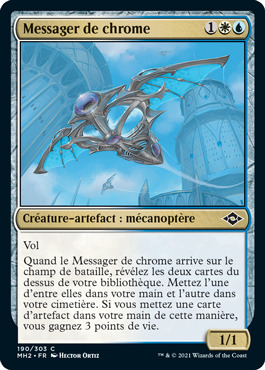 Messager de chrome 1
Créature-artefact : mécanoptère
Vol
Quand le Messager de chrome arrive sur le
champ de bataille, révélez les deux cartes du
dessus de votre bibliothèque. Mettez l'une
d'entre elles dans votre main et l'autre dans
votre cimetière. Si vous mettez une carte
d'artefact dans votre main de cette manière,
vous gagnez 3 points de vie.
1/1
190/303 C
MH2 • FR Hector Ortiz
™ & © 2021 Wizards of the Coast